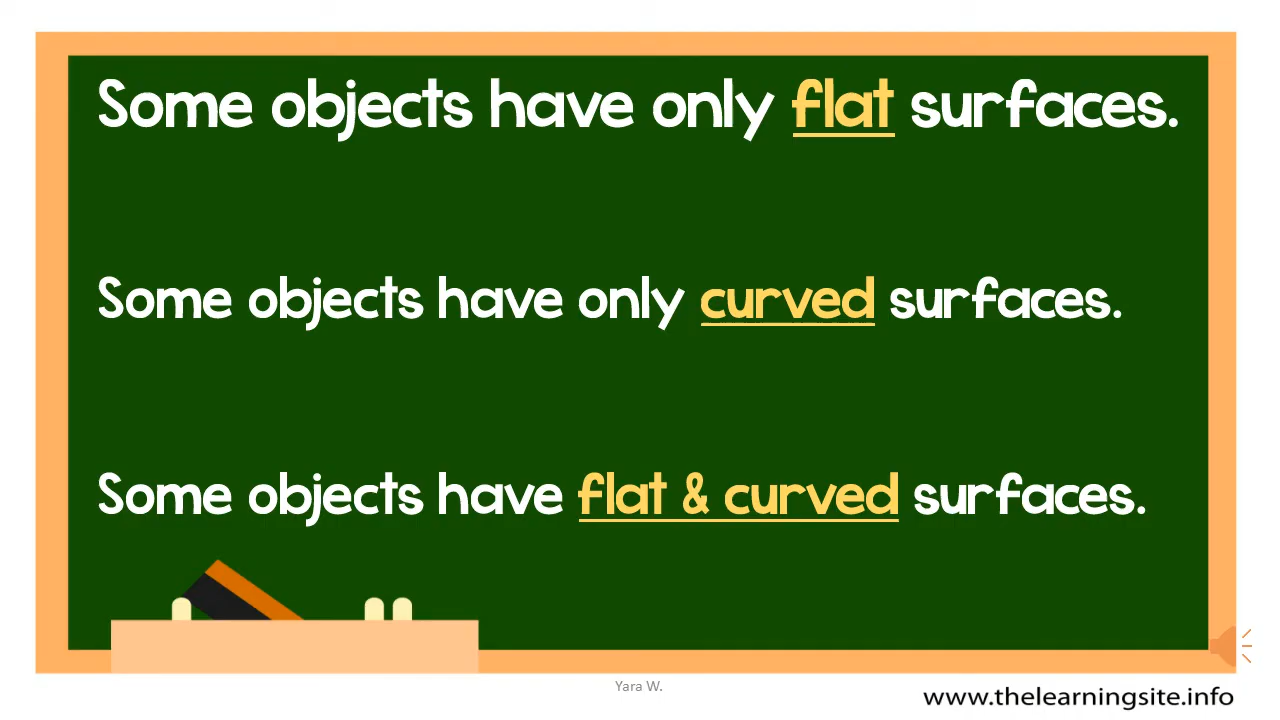 Some objects have only flat surfaces.
Some objects have only curved surfaces.
Some objects have flat & curved surfaces.
Yara W.
www.thelearningsite.info